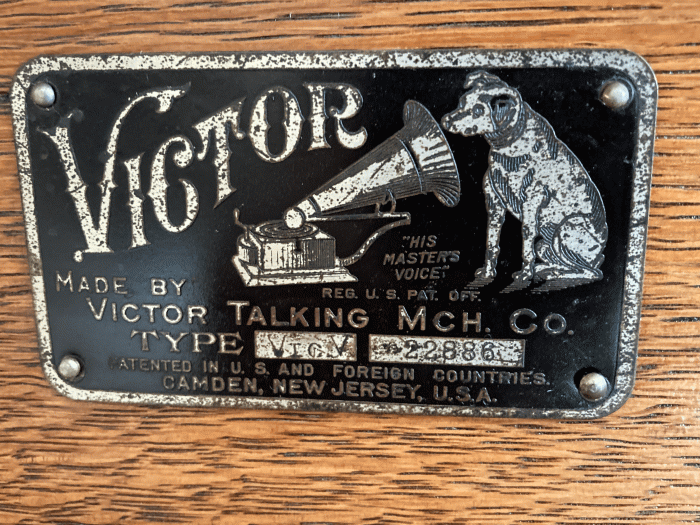 VICTOR
"HIS
MASTER'S
VOICE"
REG. U. S. PAT. OFF.
MADE BY
VICTOR TALKING MCH. CO.
TYPE Vic V 22886
PATENTED IN U. S. AND FOREIGN COUNTRIES.
CAMDEN, NEW JERSEY, U.S.A.